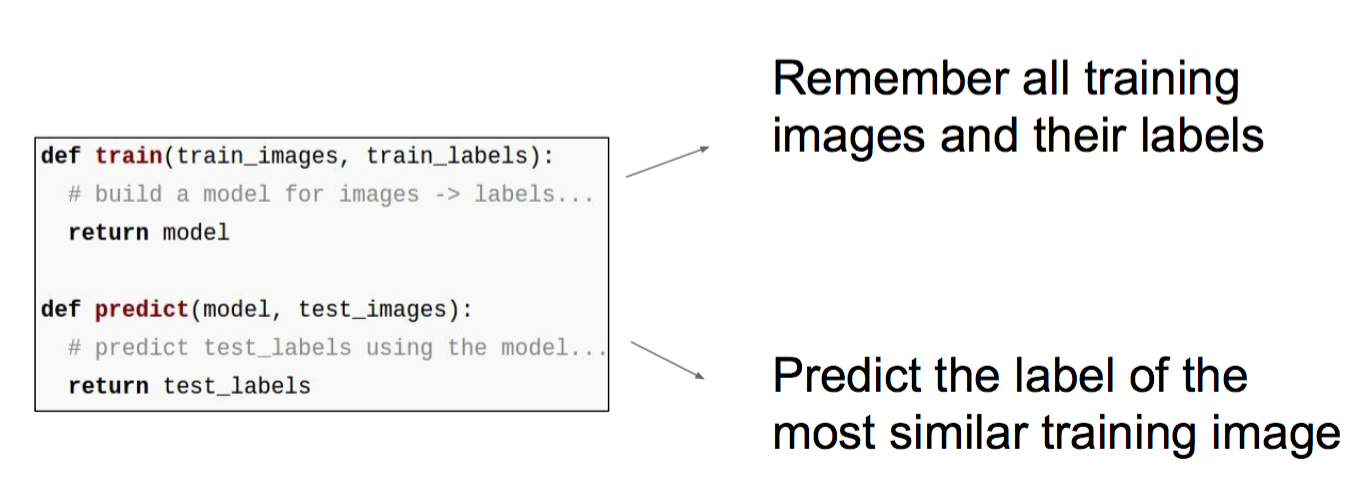 def train(train_images, train_labels):
  # build a model for images -> labels...
  return model
def predict(model, test_images):
  # predict test_labels using the model...
  return test_labels
Remember all training
images and their labels
Predict the label of the
most similar training image